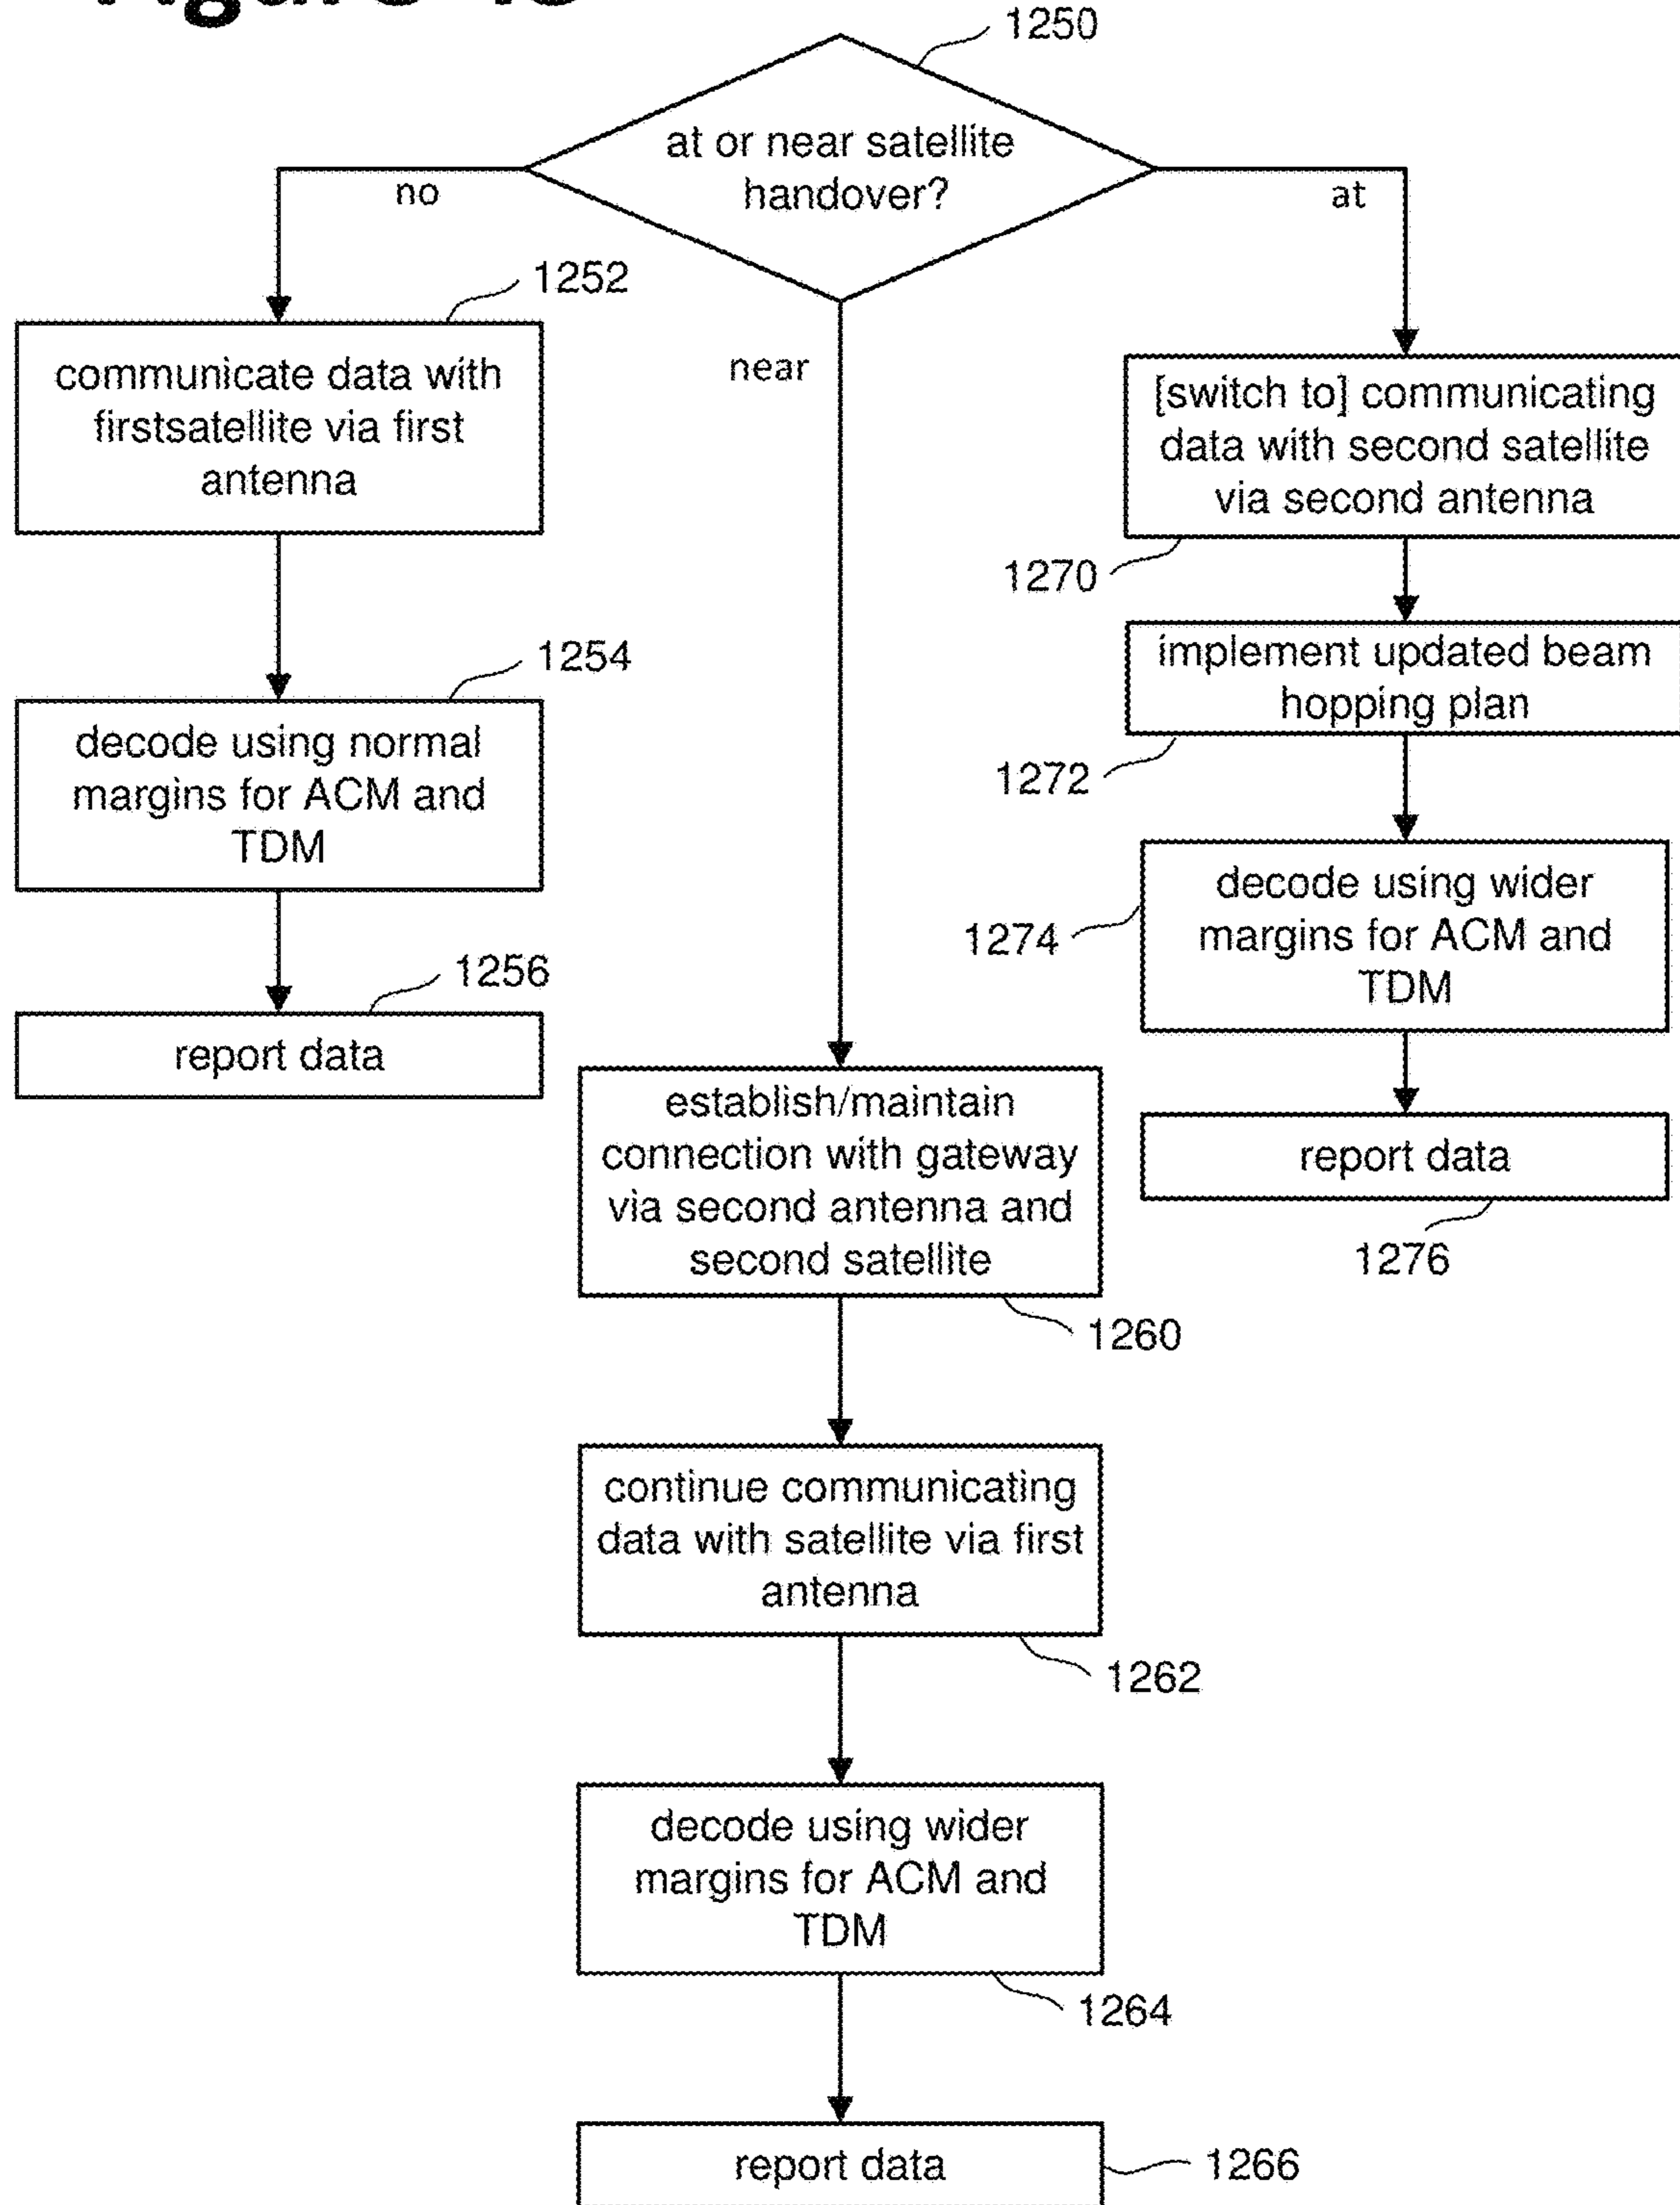 1250
at or near satellite
handover?
no
at
near
1252
communicate data with
firstsatellite via first
antenna
1254
decode using normal
margins for ACM and
TDM
1256
report data
[switch to] communicating
data with second satellite
via second antenna
1270
implement updated beam
hopping plan
1272
decode using wider
margins for ACM and
TDM
1274
report data
1276
establish/maintain
connection with gateway
via second antenna and
second satellite
1260
continue communicating
data with satellite via first
antenna
1262
decode using wider
margins for ACM and
TDM
1264
report data
1266